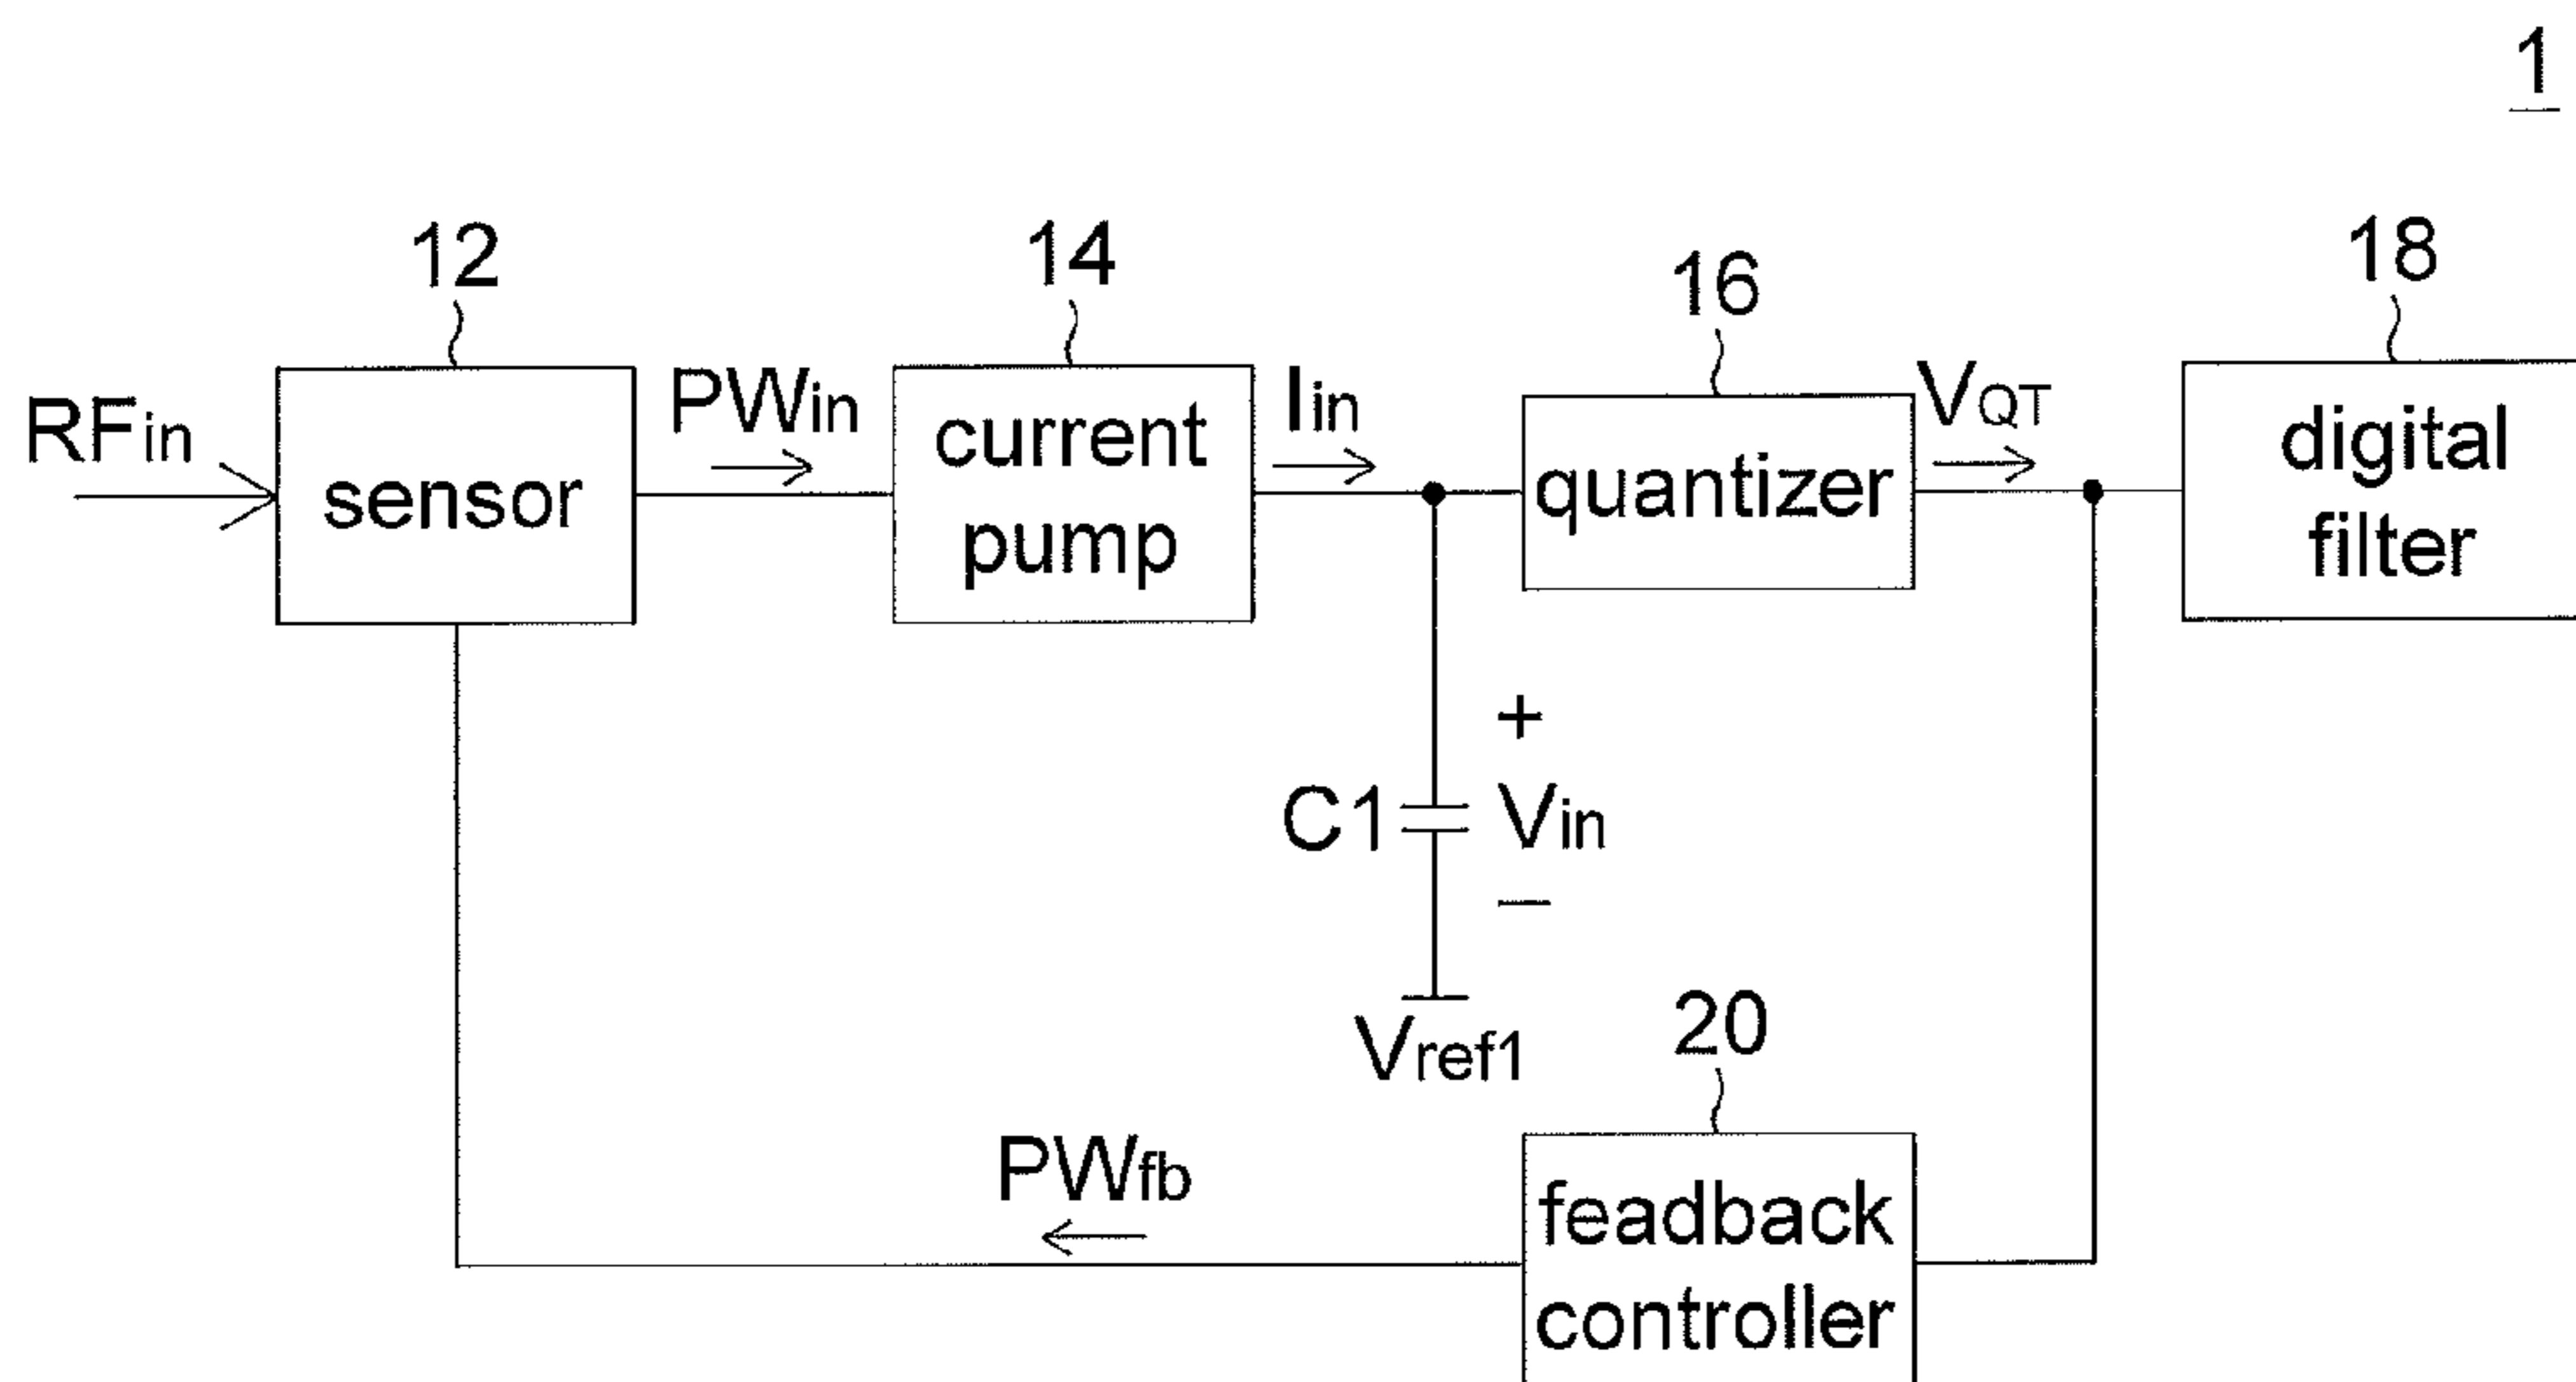 1
12
14
16
18
RFin
sensor
PWin
current
pump
Iin
quantizer
VQT
digital
filter
+
C1
Vin
−
Vref1
20
PWfb
feadback
controller